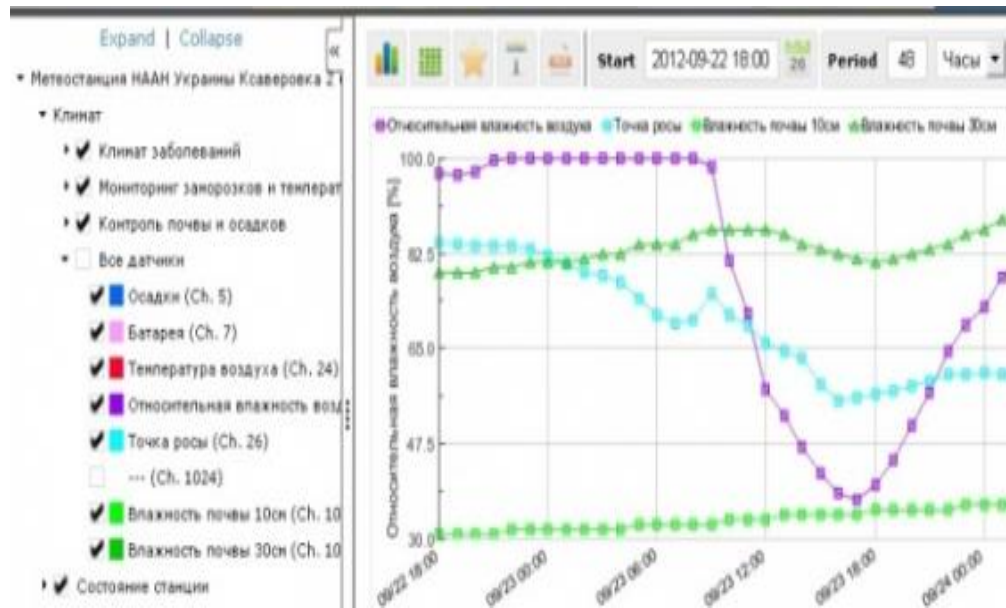 Expand | Collapse
Метеостанция НААН Украины Ксаверовка 2
Климат
Климат заболеваний
Мониторинг заморозков и температ
Контроль почвы и осадков
Все датчики
Осадки (Ch. 5)
Батарея (Ch. 7)
Температура воздуха (Ch. 24)
Относительная влажность возд
Точка росы (Ch. 26)
--- (Ch. 1024)
Влажность почвы 10см (Ch. 10
Влажность почвы 30см (Ch. 10
Состояние станции
«
Start 2012-09-22 18:00 Period 48 Часы
Относительная влажность воздуха Точка росы Влажность почвы 10см Влажность почвы 30см
Относительная влажность воздуха [%]
100.0
82.5
65.0
47.5
30.0
09/22 18:00 09/23 00:00 09/23 06:00 09/23 12:00 09/23 18:00 09/24 00:00